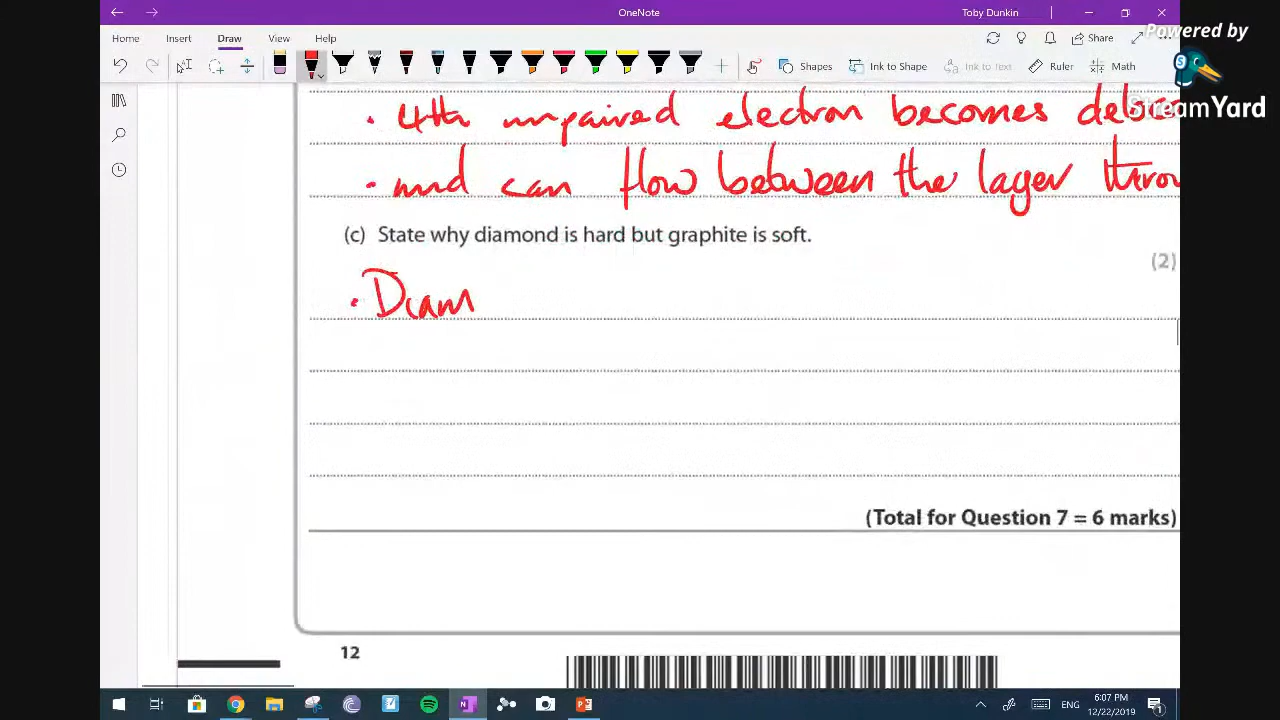 OneNote
Toby Dunkin
Powered by
StreamYard
Home Insert Draw View Help
Share
Shapes Ink to Shape Ink to Text Ruler Math
• 4th unpaired electron becomes
• and can flow between the layer
(c) State why diamond is hard but graphite is soft.
(2)
• Diam
(Total for Question 7 = 6 marks)
12
6:07 PM
ENG
12/22/2019